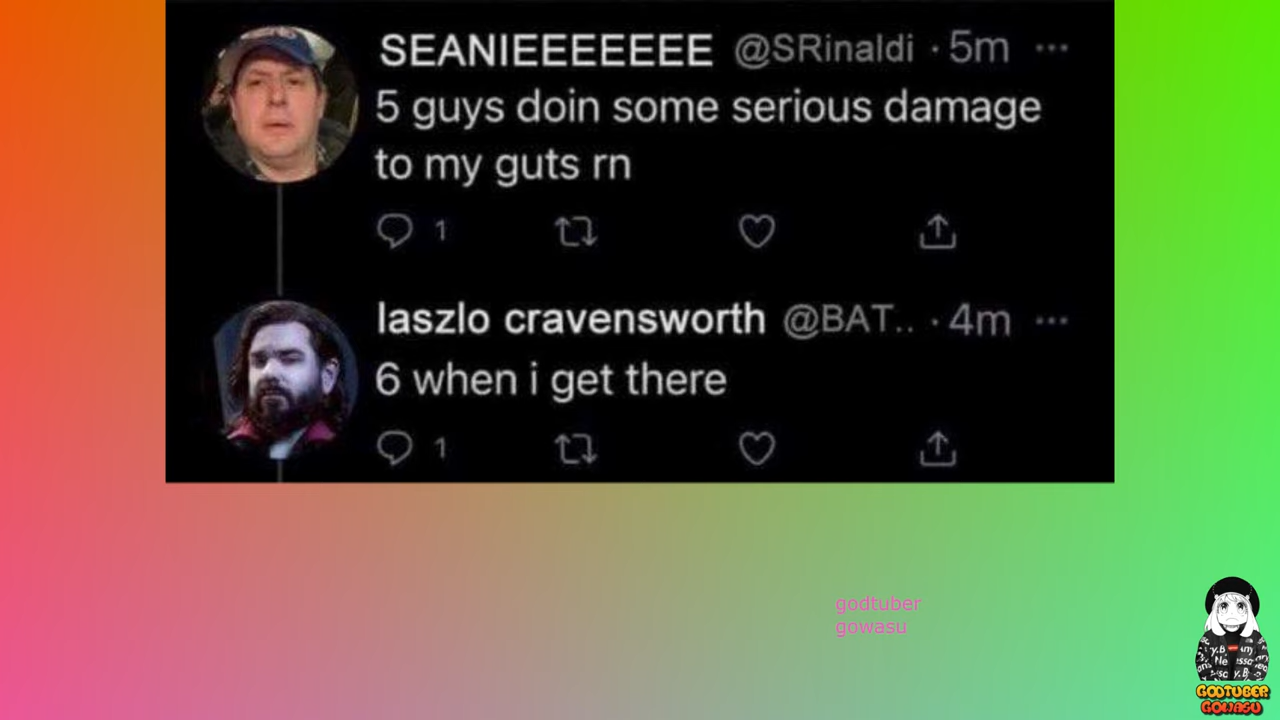 SEANIEEEEEEE @SRinaldi · 5m ···
5 guys doin some serious damage
to my guts rn
1
laszlo cravensworth @BAT.. · 4m ···
6 when i get there
1
godtuber
gowasu
GODTUBER
GOWASU